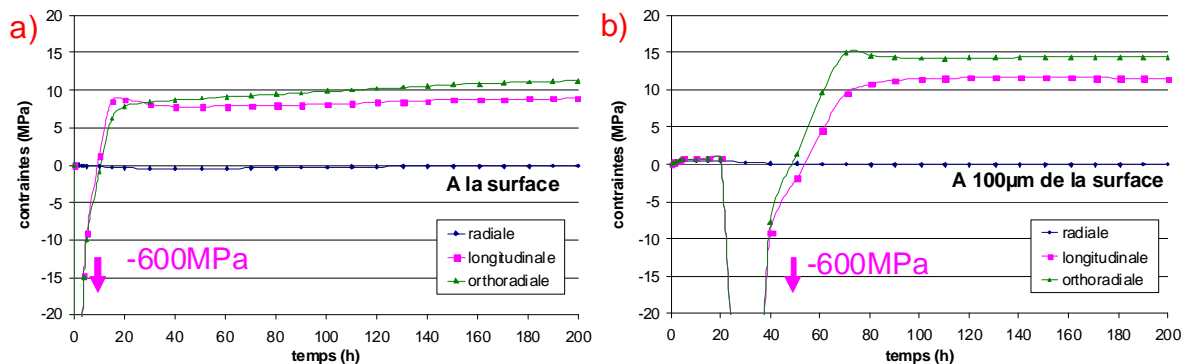 a)
contraintes (MPa)
20
15
10
5
0
-5
-10
-15
-20
A la surface
-600MPa
radiale
longitudinale
orthoradiale
0 20 40 60 80 100 120 140 160 180 200
temps (h)
b)
contraintes (MPa)
20
15
10
5
0
-5
-10
-15
-20
A 100µm de la surface
-600MPa
radiale
longitudinale
orthoradiale
0 20 40 60 80 100 120 140 160 180 200
temps (h)